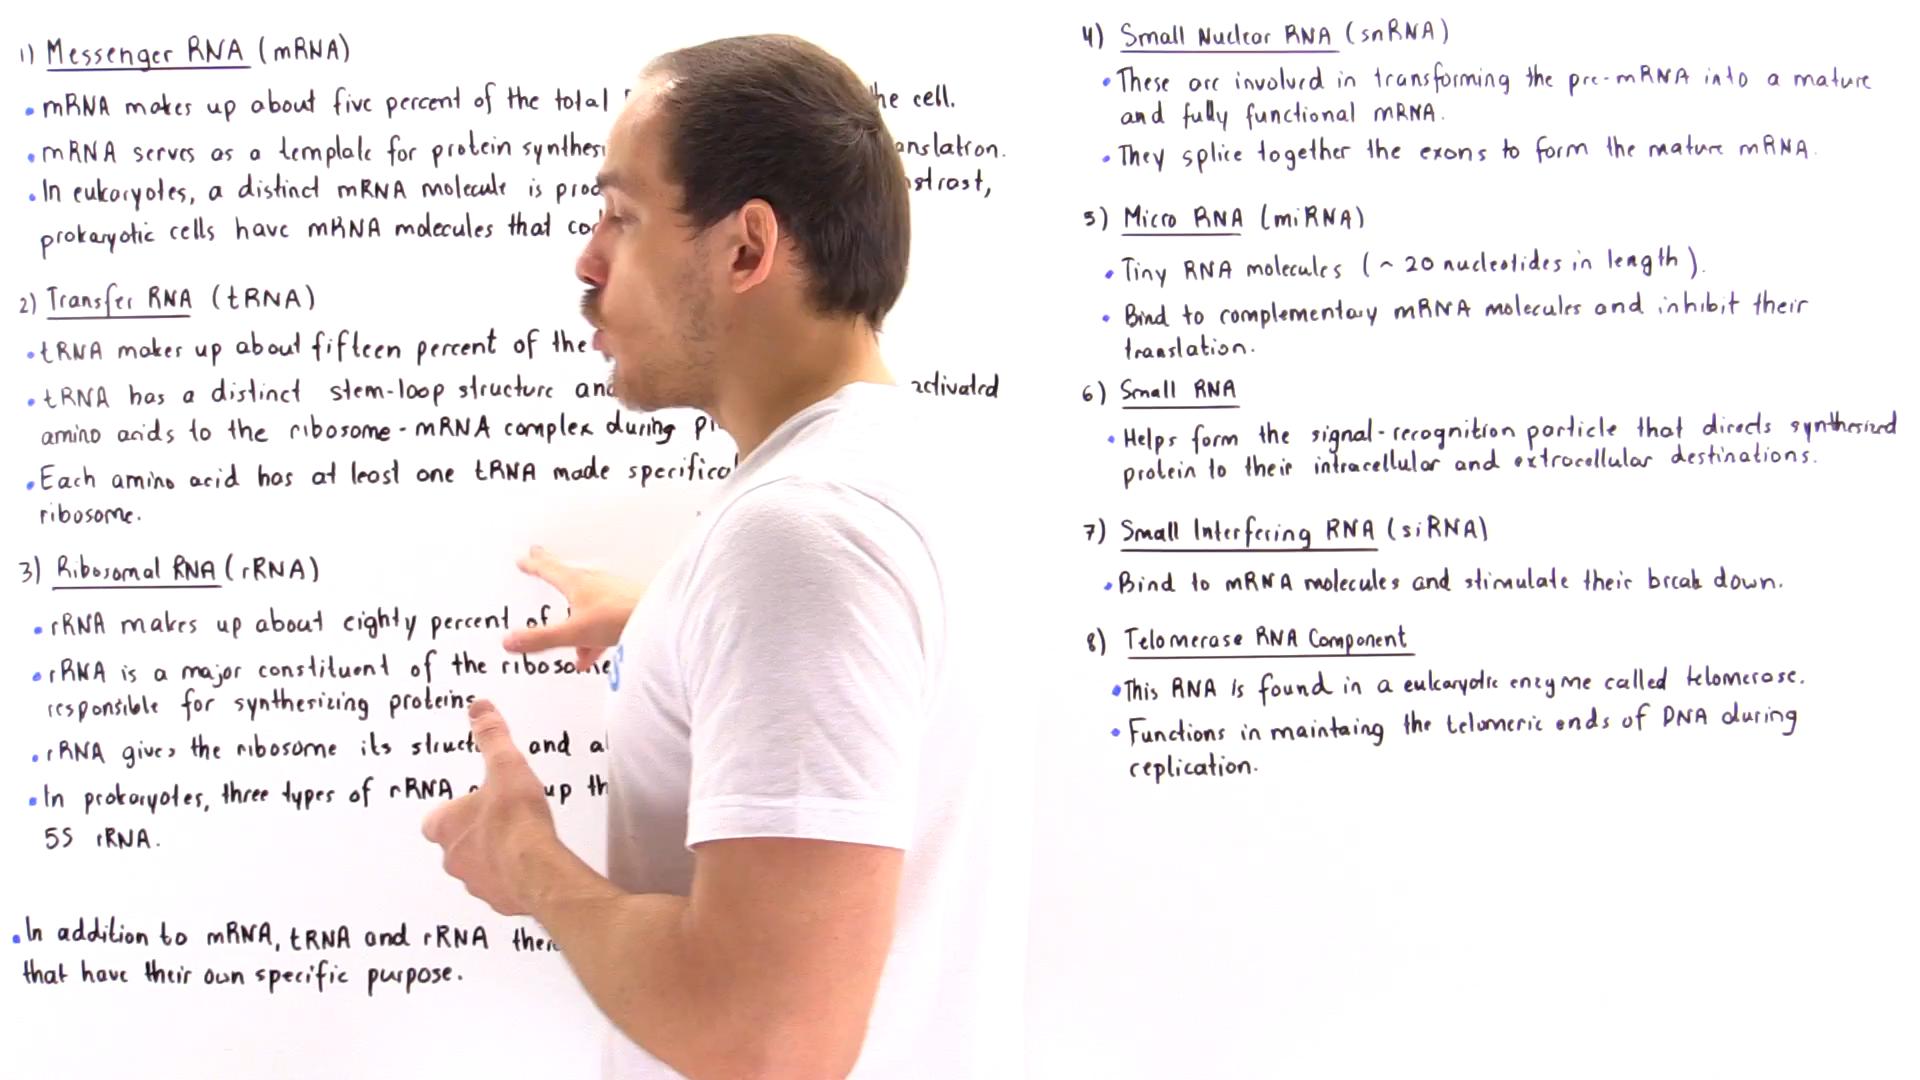 1) Messenger RNA (mRNA)
• mRNA makes up about five percent of the total the cell.
• mRNA serves as a template for protein
• In eukaryotes, a distinct mRNA molecule is
prokaryotic cells have mRNA molecules that
2) Transfer RNA (tRNA)
• tRNA makes up about fifteen percent of the
• tRNA has a distinct stem-loop structure activated
amino acids to the ribosome-mRNA complex during
• Each amino acid has at least one tRNA made
ribosome.
3) Ribosomal RNA (rRNA)
• rRNA makes up about eighty percent of
• rRNA is a major constituent of the
responsible for synthesizing proteins
• rRNA gives the ribosome its and
• In prokaryotes, three types of rRNA up
5S rRNA.
• In addition to mRNA, tRNA and rRNA
that have their own specific purpose.
4) Small Nuclear RNA (snRNA)
• These are involved in transforming the pre-mRNA into a mature
and fully functional mRNA.
• They splice together the exons to form the mature mRNA.
5) Micro RNA (miRNA)
• Tiny RNA molecules (~20 nucleotides in length).
• Bind to complementary mRNA molecules and inhibit their
translation.
6) Small RNA
• Helps form the signal-recognition particle that directs synthesized
protein to their intracellular and extracellular destinations.
7) Small Interfering RNA (siRNA)
• Bind to mRNA molecules and stimulate their break down.
8) Telomerase RNA Component
• This RNA is found in a eukaryotic enzyme called telomerase.
• Functions in maintaing the telomeric ends of DNA during
replication.